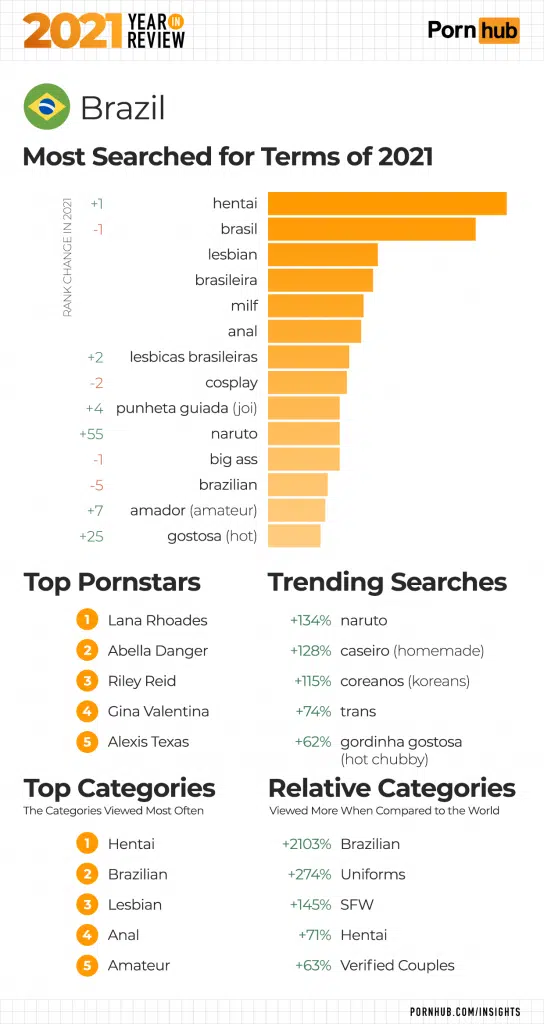 2021 YEAR IN REVIEW
Pornhub
Brazil
Most Searched for Terms of 2021
RANK CHANGE IN 2021
+1 hentai
-1 brasil
lesbian
brasileira
milf
anal
+2 lesbicas brasileiras
-2 cosplay
+4 punheta guiada (joi)
+55 naruto
-1 big ass
-5 brazilian
+7 amador (amateur)
+25 gostosa (hot)
Top Pornstars
1 Lana Rhoades
2 Abella Danger
3 Riley Reid
4 Gina Valentina
5 Alexis Texas
Trending Searches
+134% naruto
+128% caseiro (homemade)
+115% coreanos (koreans)
+74% trans
+62% gordinha gostosa
(hot chubby)
Top Categories
The Categories Viewed Most Often
1 Hentai
2 Brazilian
3 Lesbian
4 Anal
5 Amateur
Relative Categories
Viewed More When Compared to the World
+2103% Brazilian
+274% Uniforms
+145% SFW
+71% Hentai
+63% Verified Couples
PORNHUB.COM/INSIGHTS